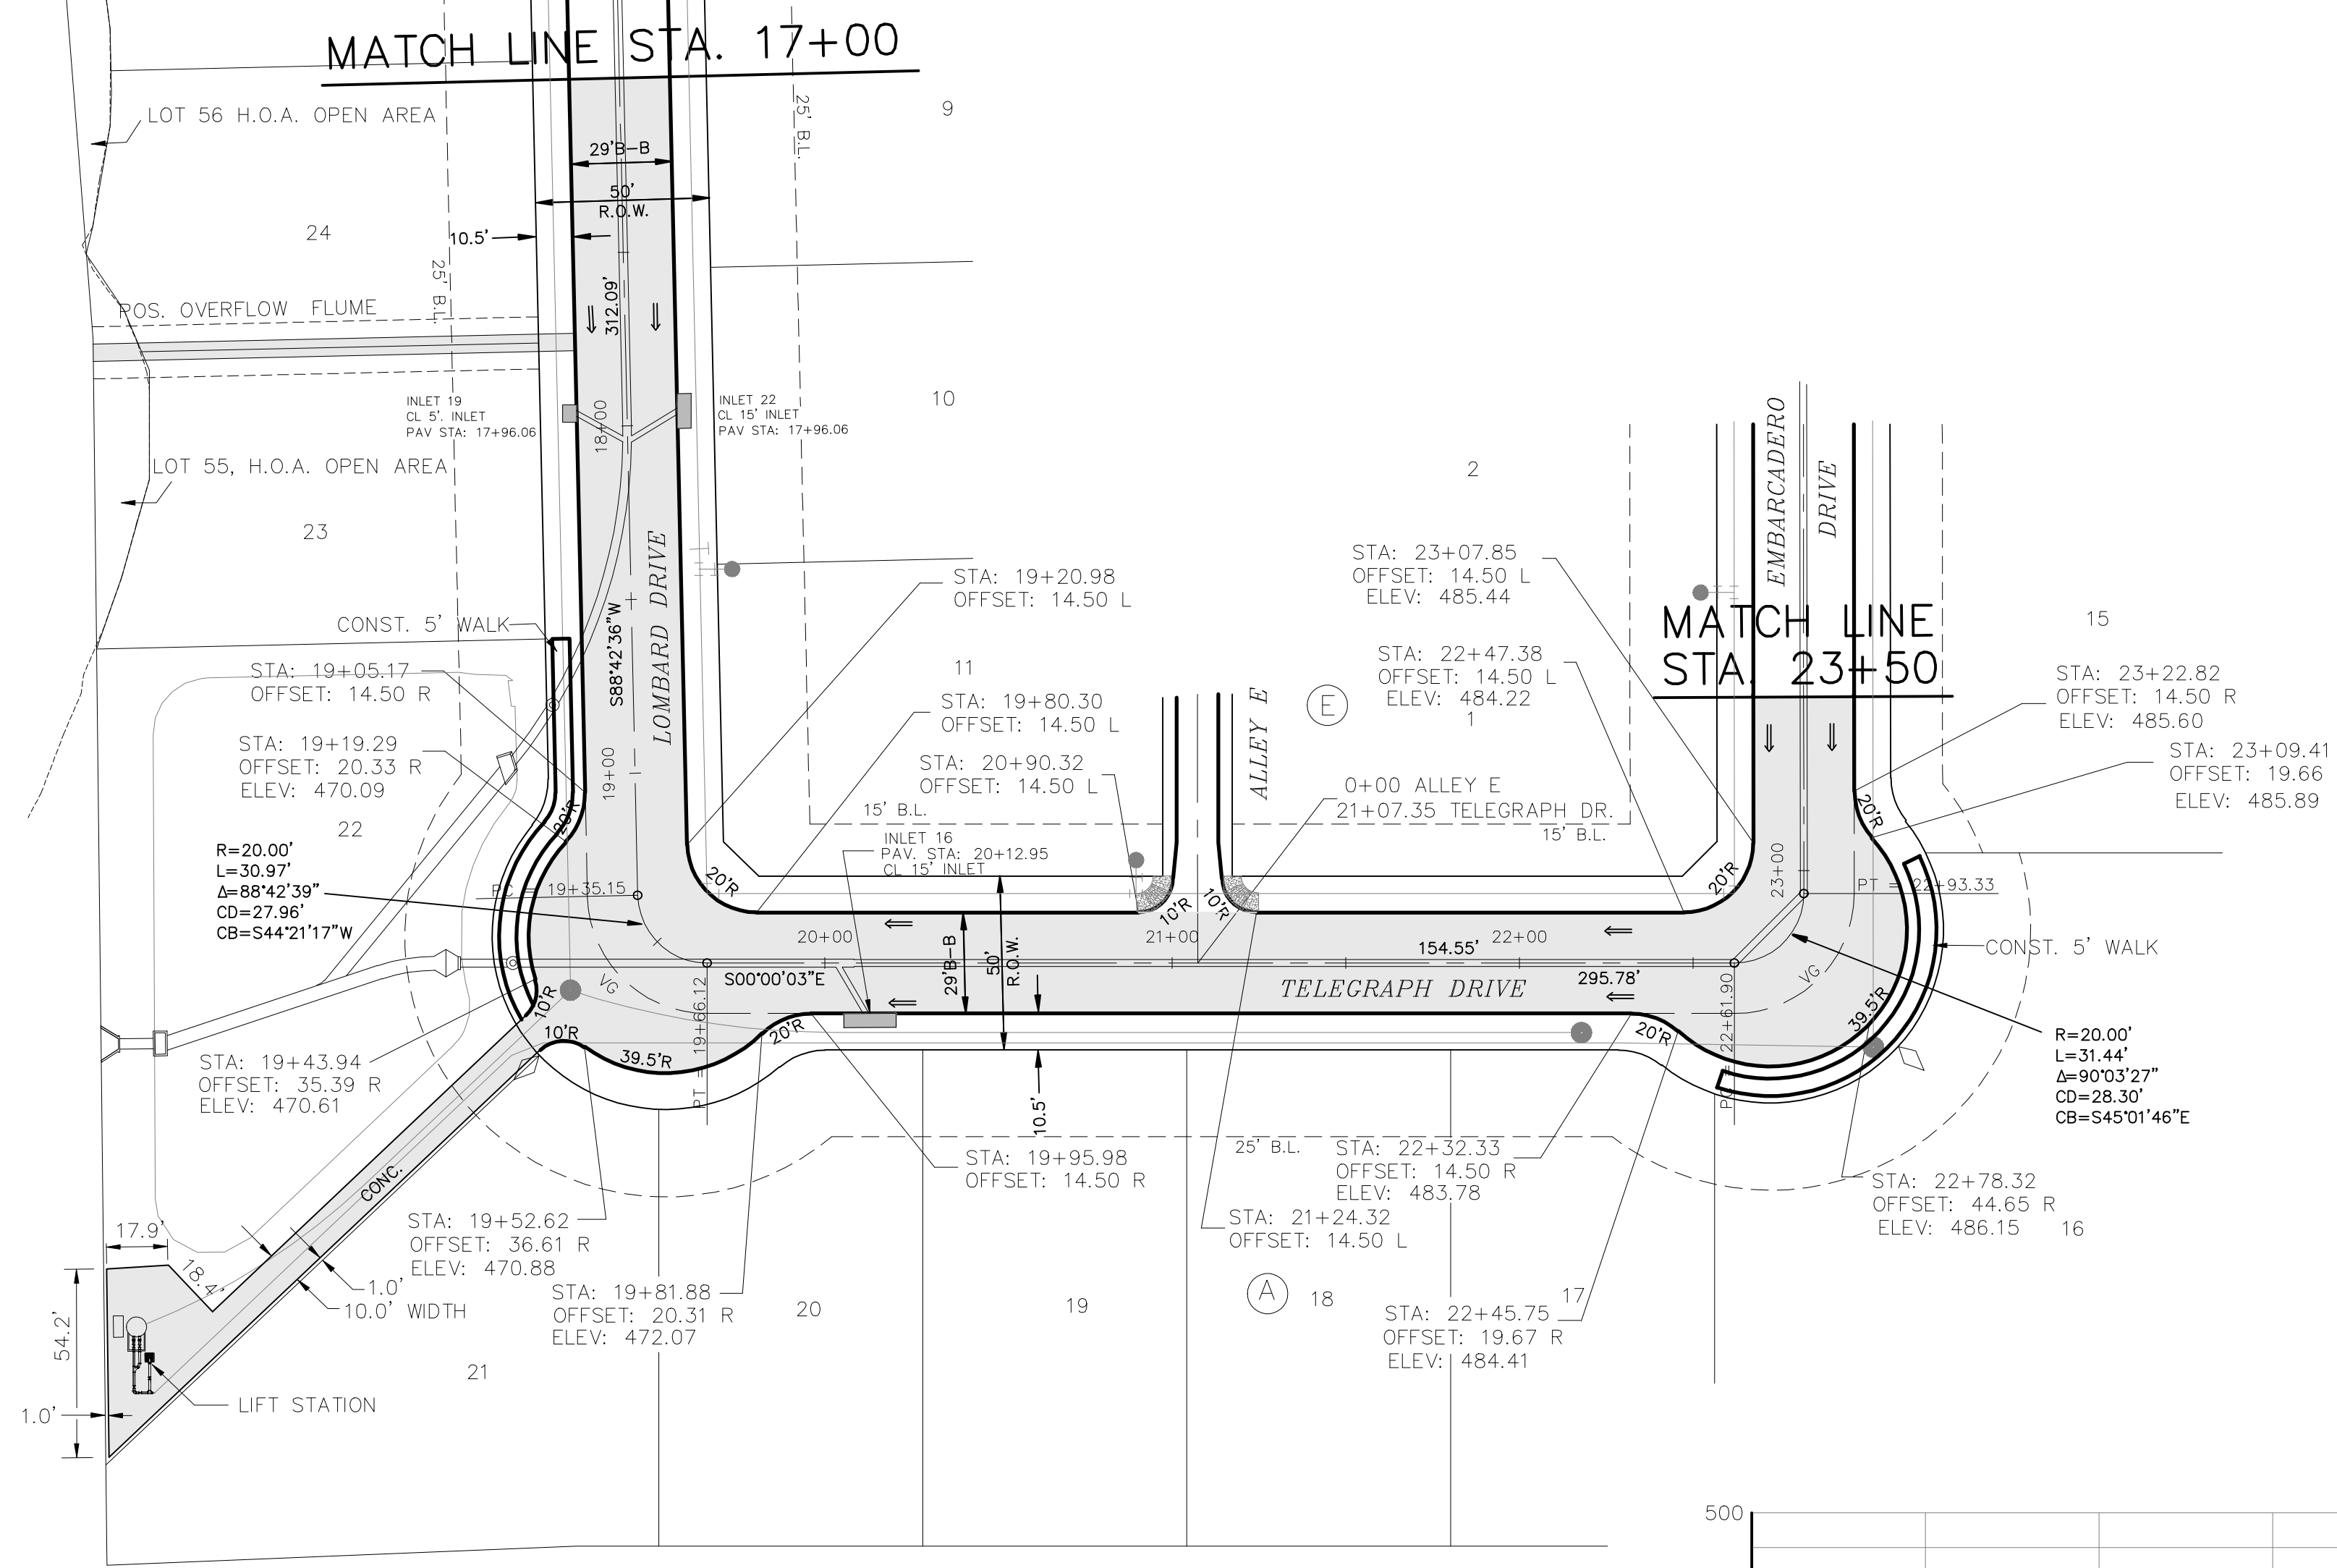 MATCH LINE STA. 17+00
LOT 56 H.O.A. OPEN AREA
25' B.L.
9
29'B-B
50'
R.O.W.
10.5'
24
25' B.L.
312.09'
POS. OVERFLOW FLUME
INLET 19
CL 5'. INLET
PAV STA: 17+96.06
18+00
INLET 22
CL 15' INLET
PAV STA: 17+96.06
10
LOT 55, H.O.A. OPEN AREA
23
2
EMBARCADERO
DRIVE
CONST. 5' WALK
S88°42'36"W
LOMBARD DRIVE
STA: 19+20.98
OFFSET: 14.50 L
STA: 23+07.85
OFFSET: 14.50 L
ELEV: 485.44
MATCH LINE
STA. 23+50
15
STA: 19+05.17
OFFSET: 14.50 R
11
STA: 19+80.30
OFFSET: 14.50 L
ALLEY E
E
STA: 22+47.38
OFFSET: 14.50 L
ELEV: 484.22
1
STA: 23+22.82
OFFSET: 14.50 R
ELEV: 485.60
STA: 19+19.29
OFFSET: 20.33 R
ELEV: 470.09
19+00
STA: 20+90.32
OFFSET: 14.50 L
0+00 ALLEY E
21+07.35 TELEGRAPH DR.
STA: 23+09.41
OFFSET: 19.66
ELEV: 485.89
22
20'R
15' B.L.
15' B.L.
20'R
INLET 16
PAV. STA: 20+12.95
CL 15' INLET
R=20.00'
L=30.97'
Δ=88°42'39"
CD=27.96'
CB=S44°21'17"W
PC = 19+35.15
20'R
10'R
10'R
20'R
23+00
PT = 22+93.33
20+00
21+00
22+00
154.55'
CONST. 5' WALK
VG
S00°00'03"E
29'B-B
50'
R.O.W.
TELEGRAPH DRIVE
295.78'
VG
10'R
10'R
39.5'R
PT = 19+66.12
20'R
20'R
PC = 22+61.90
39.5'R
R=20.00'
L=31.44'
Δ=90°03'27"
CD=28.30'
CB=S45°01'46"E
STA: 19+43.94
OFFSET: 35.39 R
ELEV: 470.61
10.5'
CONC.
STA: 19+95.98
OFFSET: 14.50 R
25' B.L.
STA: 22+32.33
OFFSET: 14.50 R
ELEV: 483.78
STA: 22+78.32
OFFSET: 44.65 R
ELEV: 486.15
16
17.9'
18.4'
STA: 19+52.62
OFFSET: 36.61 R
ELEV: 470.88
STA: 21+24.32
OFFSET: 14.50 L
1.0'
10.0' WIDTH
STA: 19+81.88
OFFSET: 20.31 R
ELEV: 472.07
20
19
A
18
17
STA: 22+45.75
OFFSET: 19.67 R
ELEV: 484.41
54.2'
21
LIFT STATION
1.0'
500